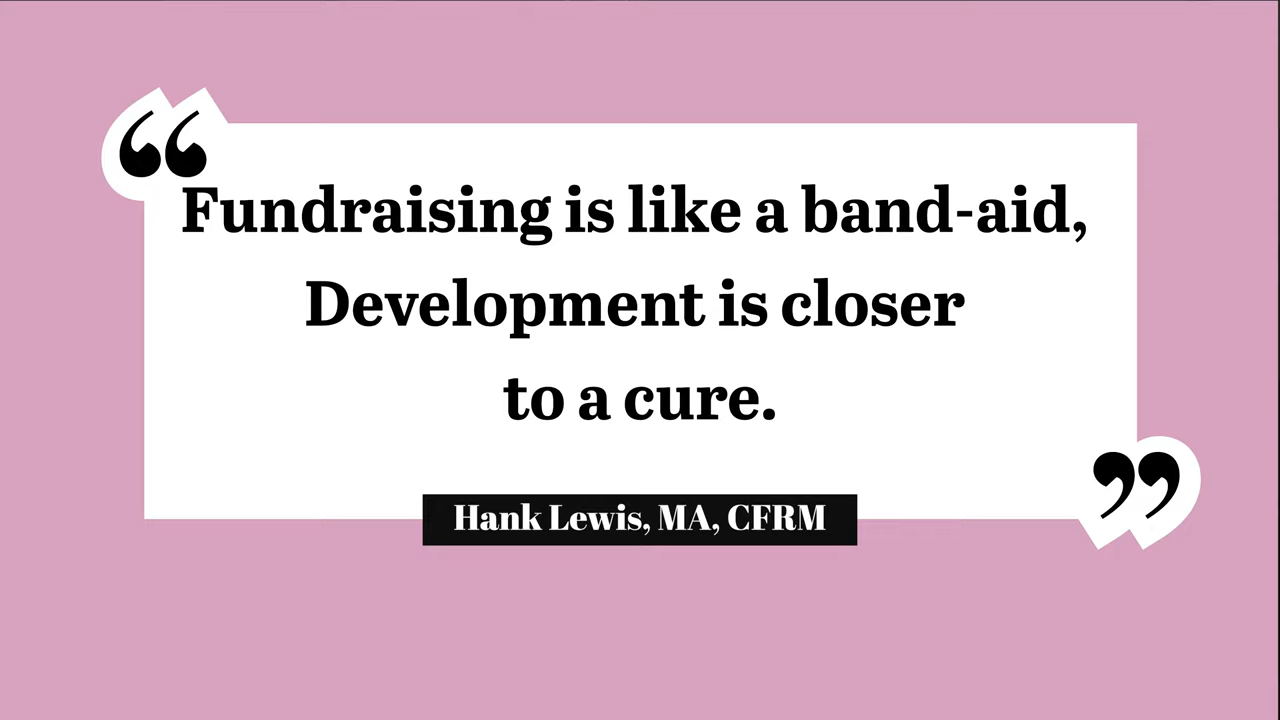 “
Fundraising is like a band-aid,
Development is closer
to a cure.
”
Hank Lewis, MA, CFRM